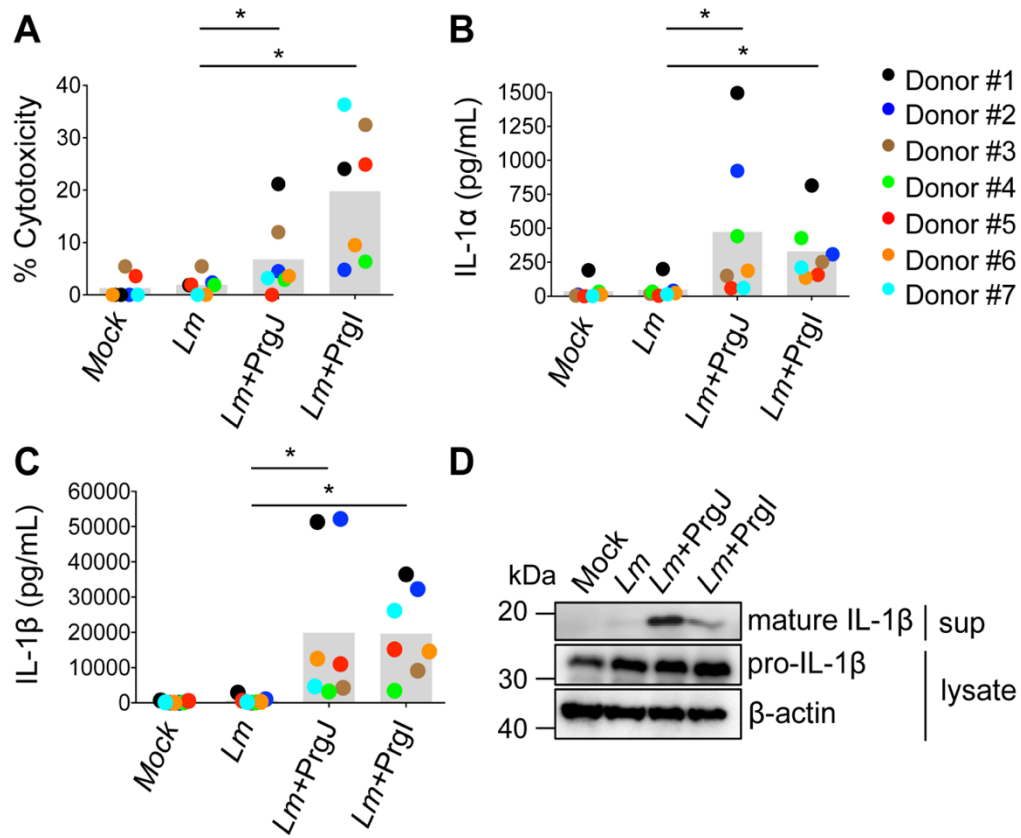 A
*
*
% Cytotoxicity
40
30
20
10
0
Mock
Lm
Lm+PrgJ
Lm+PrgI
B
*
*
IL-1α (pg/mL)
1500
1250
1000
750
500
250
0
Mock
Lm
Lm+PrgJ
Lm+PrgI
Donor #1
Donor #2
Donor #3
Donor #4
Donor #5
Donor #6
Donor #7
C
*
*
IL-1β (pg/mL)
60000
50000
40000
30000
20000
10000
0
Mock
Lm
Lm+PrgJ
Lm+PrgI
D
kDa
Mock
Lm
Lm+PrgJ
Lm+PrgI
20
mature IL-1β
sup
30
pro-IL-1β
lysate
40
β-actin